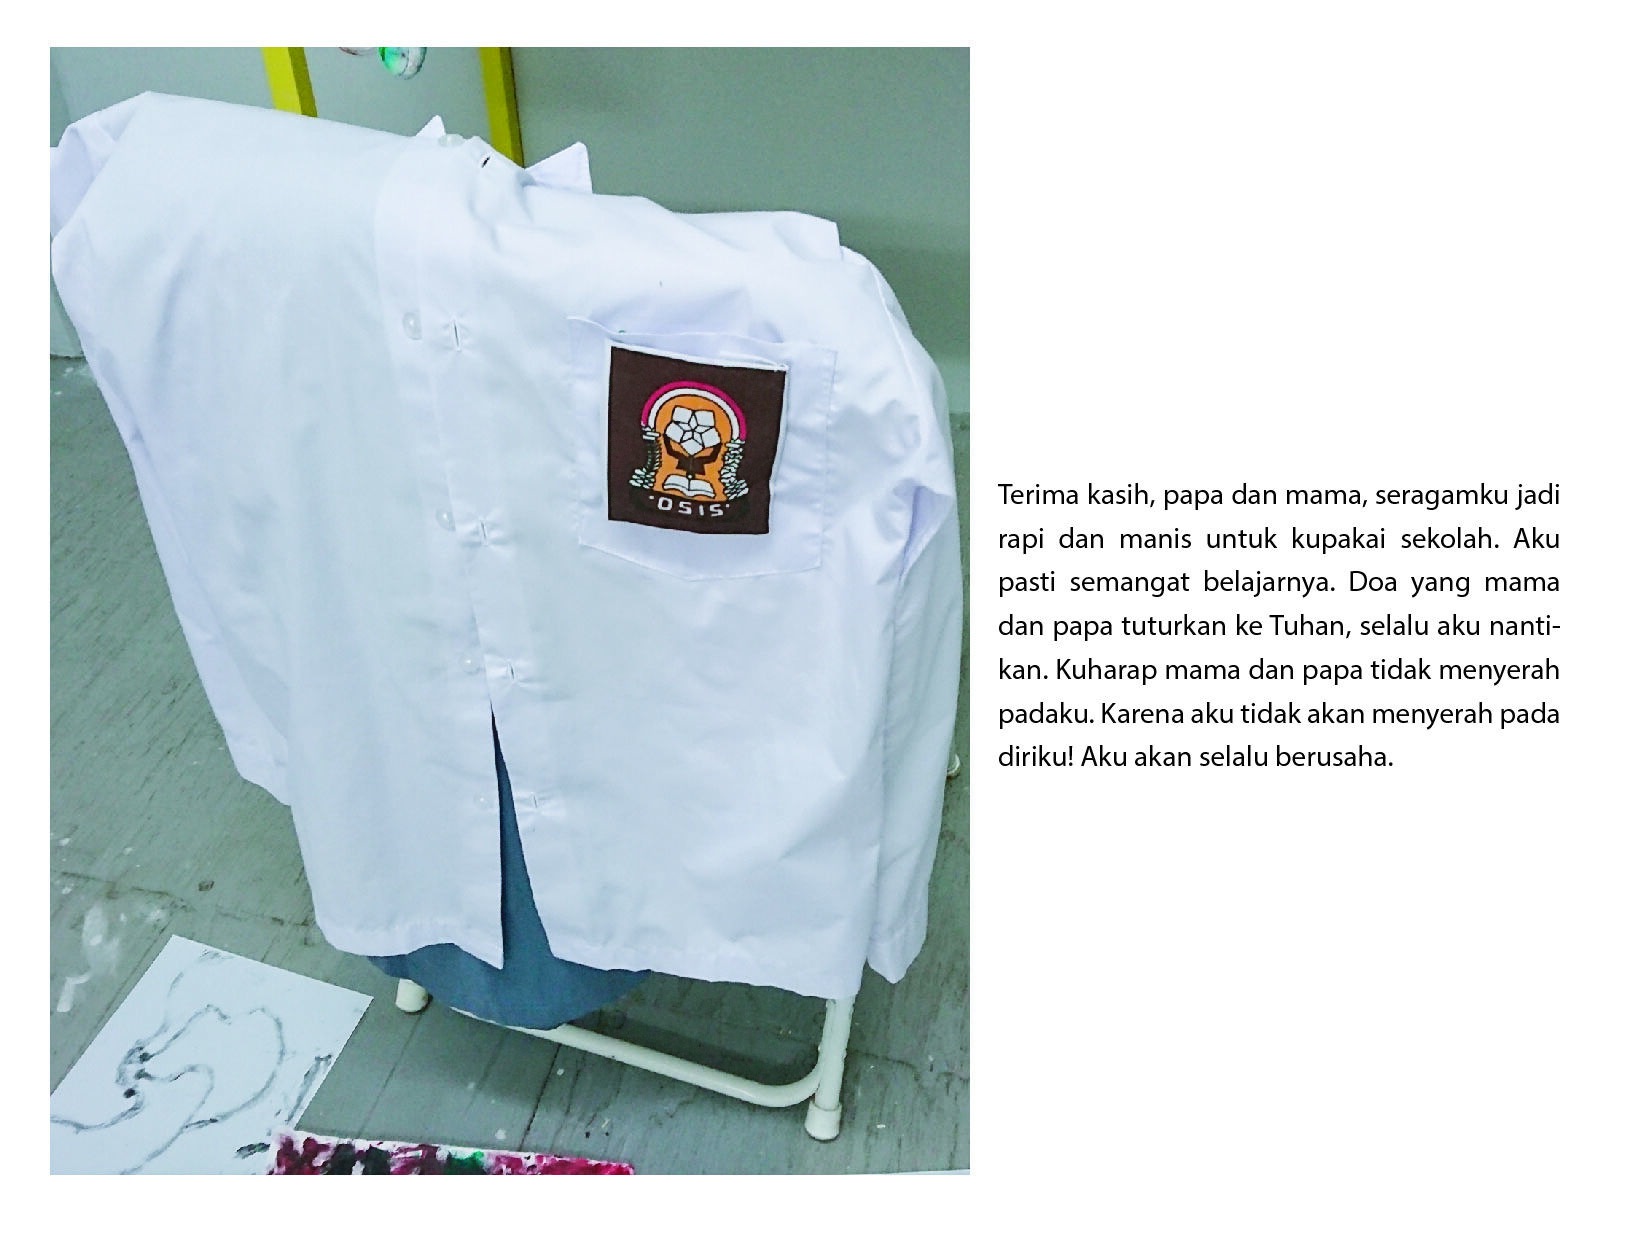 OSIS
Terima kasih, papa dan mama, seragamku jadi
rapi dan manis untuk kupakai sekolah. Aku
pasti semangat belajarnya. Doa yang mama
dan papa tuturkan ke Tuhan, selalu aku nanti-
kan. Kuharap mama dan papa tidak menyerah
padaku. Karena aku tidak akan menyerah pada
diriku! Aku akan selalu berusaha.